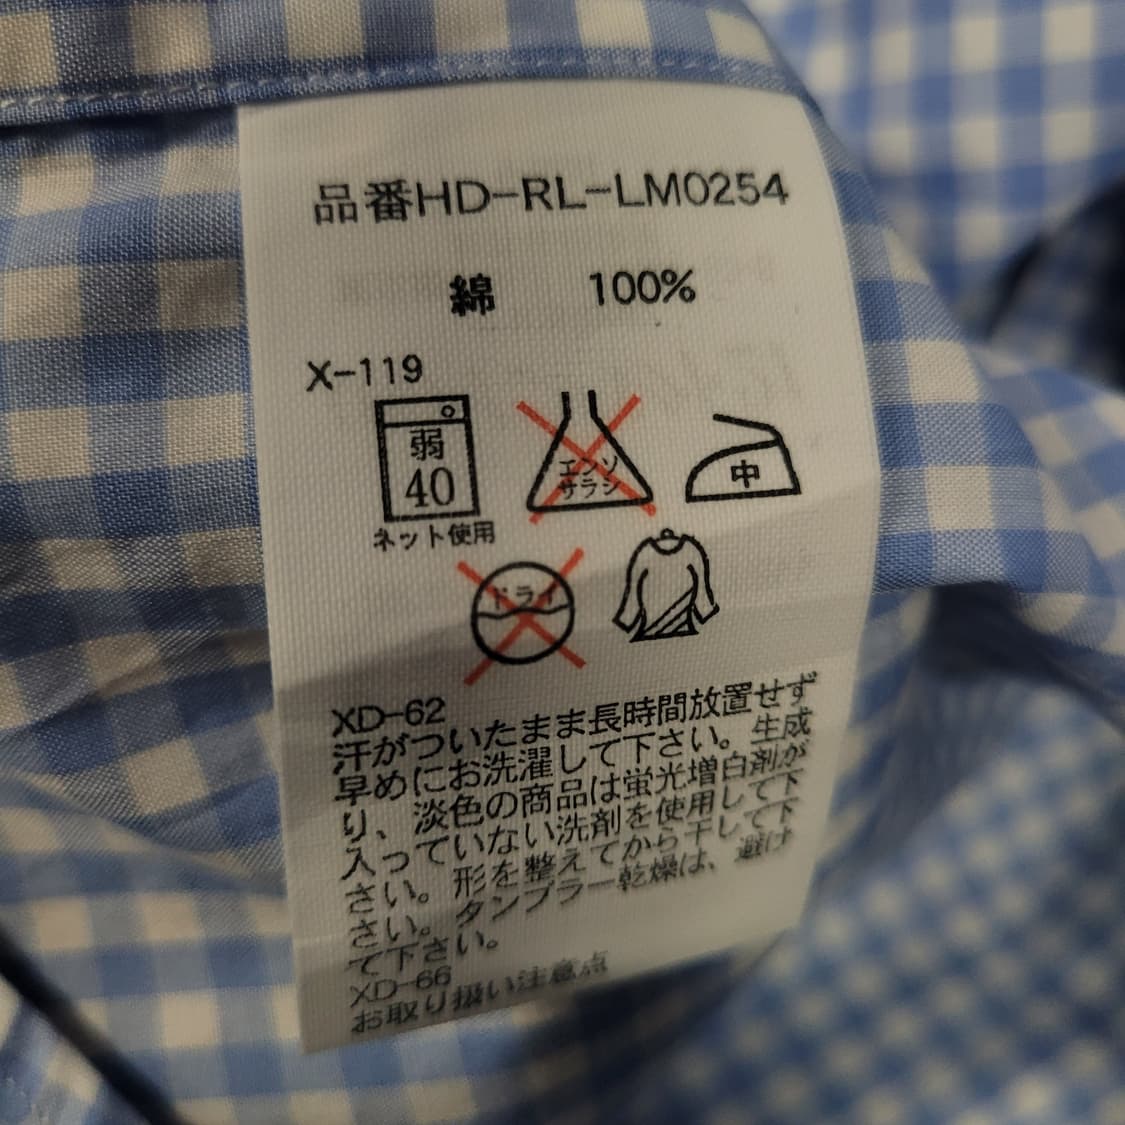 品番HD-RL-LM0254
綿 100%
X-119
弱
40
ネット使用
エンソ
サラシ
中
ドライ
XD-62
汗がついたまま長時間放置せず
早めにお洗濯して下さい。生成
り、淡色の商品は蛍光増白剤が
入っていない洗剤を使用して下
さい。形を整えてから干して下
さい。タンブラー乾燥は、避け
て下さい。
XD-66
お取り扱い注意点